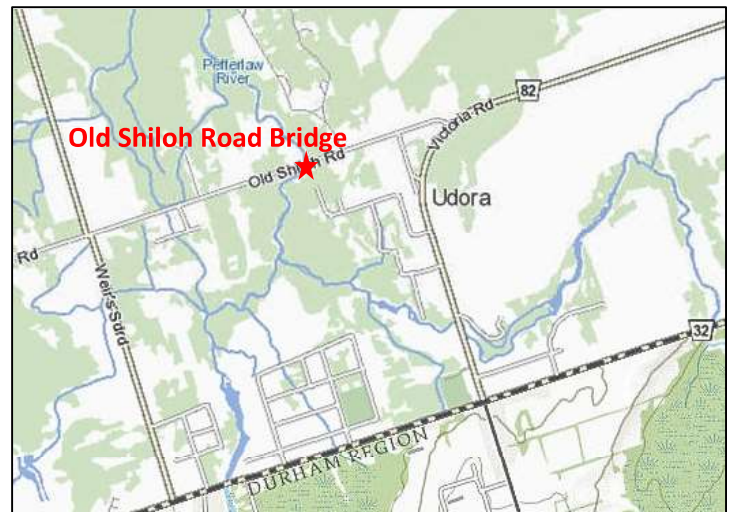 Pefferlaw
River
82
Old Shiloh Road Bridge
Victoria Rd
Old Shiloh Rd
Udora
Rd
Weir's Sdrd
32
DURHAM REGION